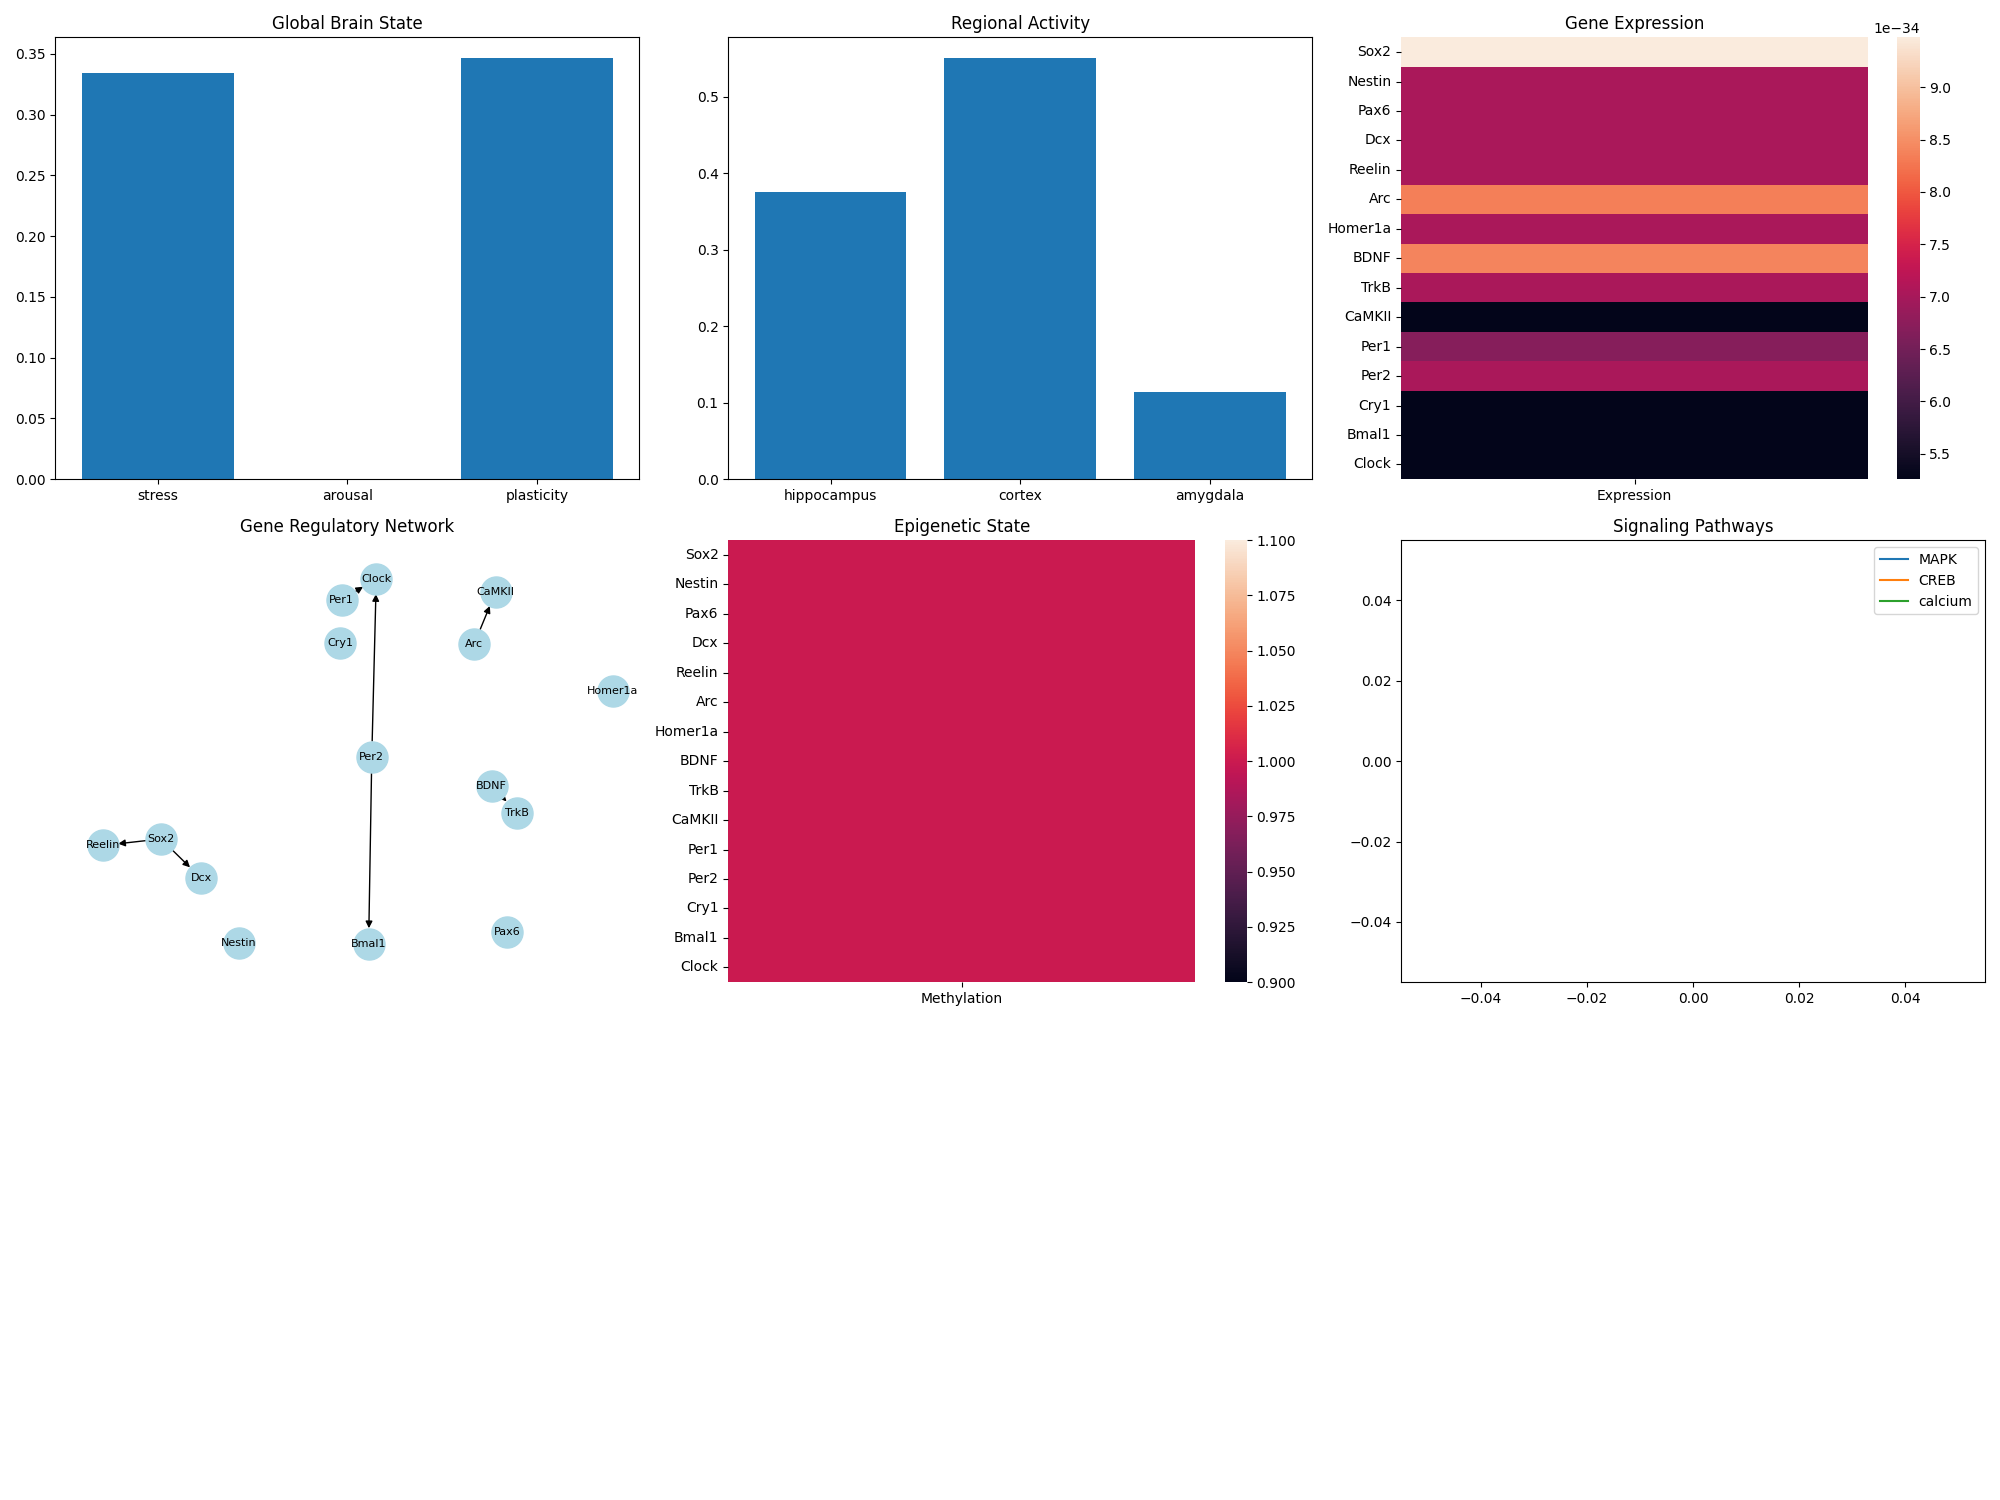 Global Brain State
0.35
0.30
0.25
0.20
0.15
0.10
0.05
0.00
stress arousal plasticity
Regional Activity
0.5
0.4
0.3
0.2
0.1
0.0
hippocampus cortex amygdala
Gene Expression
1e−34
Sox2
Nestin
Pax6
Dcx
Reelin
Arc
Homer1a
BDNF
TrkB
CaMKII
Per1
Per2
Cry1
Bmal1
Clock
Expression
9.0
8.5
8.0
7.5
7.0
6.5
6.0
5.5
Gene Regulatory Network
Clock
CaMKII
Per1
Cry1
Arc
Homer1a
Per2
BDNF
TrkB
Sox2
Reelin
Dcx
Pax6
Nestin
Bmal1
Epigenetic State
Sox2
Nestin
Pax6
Dcx
Reelin
Arc
Homer1a
BDNF
TrkB
CaMKII
Per1
Per2
Cry1
Bmal1
Clock
Methylation
1.100
1.075
1.050
1.025
1.000
0.975
0.950
0.925
0.900
Signaling Pathways
MAPK
CREB
calcium
0.04
0.02
0.00
−0.02
−0.04
−0.04 −0.02 0.00 0.02 0.04